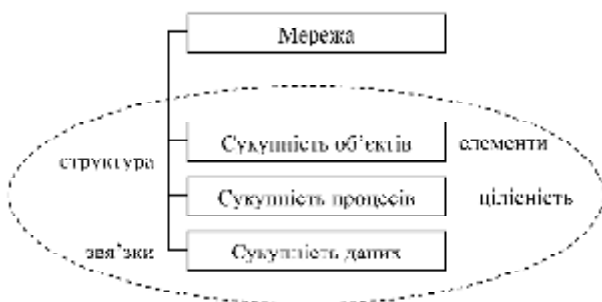 Мережа
Сукупність об’єктів елементи
структура
Сукупність процесів цілісність
зв’язки Сукупність даних